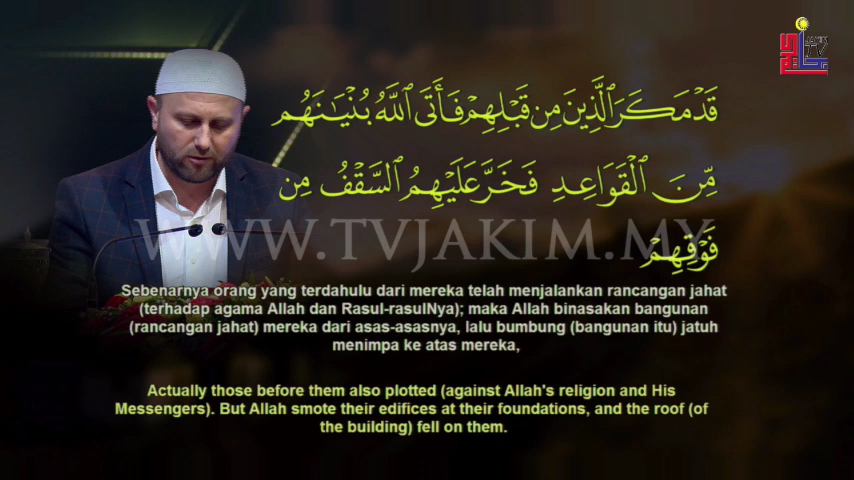 قَدْ مَكَرَ ٱلَّذِينَ مِن قَبْلِهِمْ فَأَتَى ٱللَّهُ بُنْيَٰنَهُم
مِّنَ ٱلْقَوَاعِدِ فَخَرَّ عَلَيْهِمُ ٱلسَّقْفُ مِن
فَوْقِهِمْ
WWW.TVJAKIM.MY
Sebenarnya orang yang terdahulu dari mereka telah menjalankan rancangan jahat
(terhadap agama Allah dan Rasul-rasulNya); maka Allah binasakan bangunan
(rancangan jahat) mereka dari asas-asasnya, lalu bumbung (bangunan itu) jatuh
menimpa ke atas mereka,
Actually those before them also plotted (against Allah's religion and His
Messengers). But Allah smote their edifices at their foundations, and the roof (of
the building) fell on them.